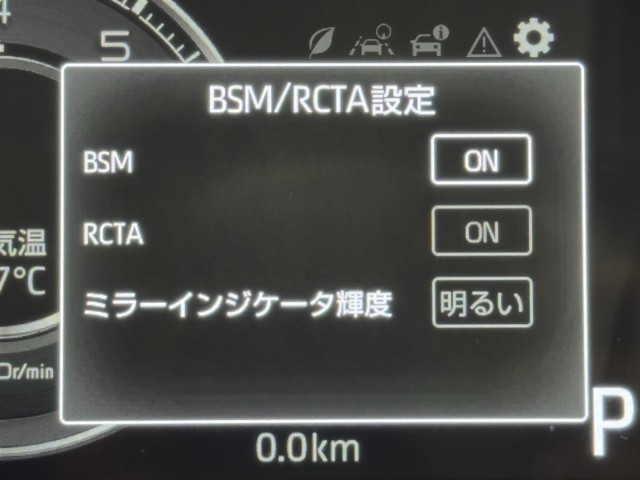 4
5
BSM/RCTA設定
BSM ON
RCTA ON
ミラーインジケータ輝度 明るい
気温
7°C
0r/min
P
0.0km